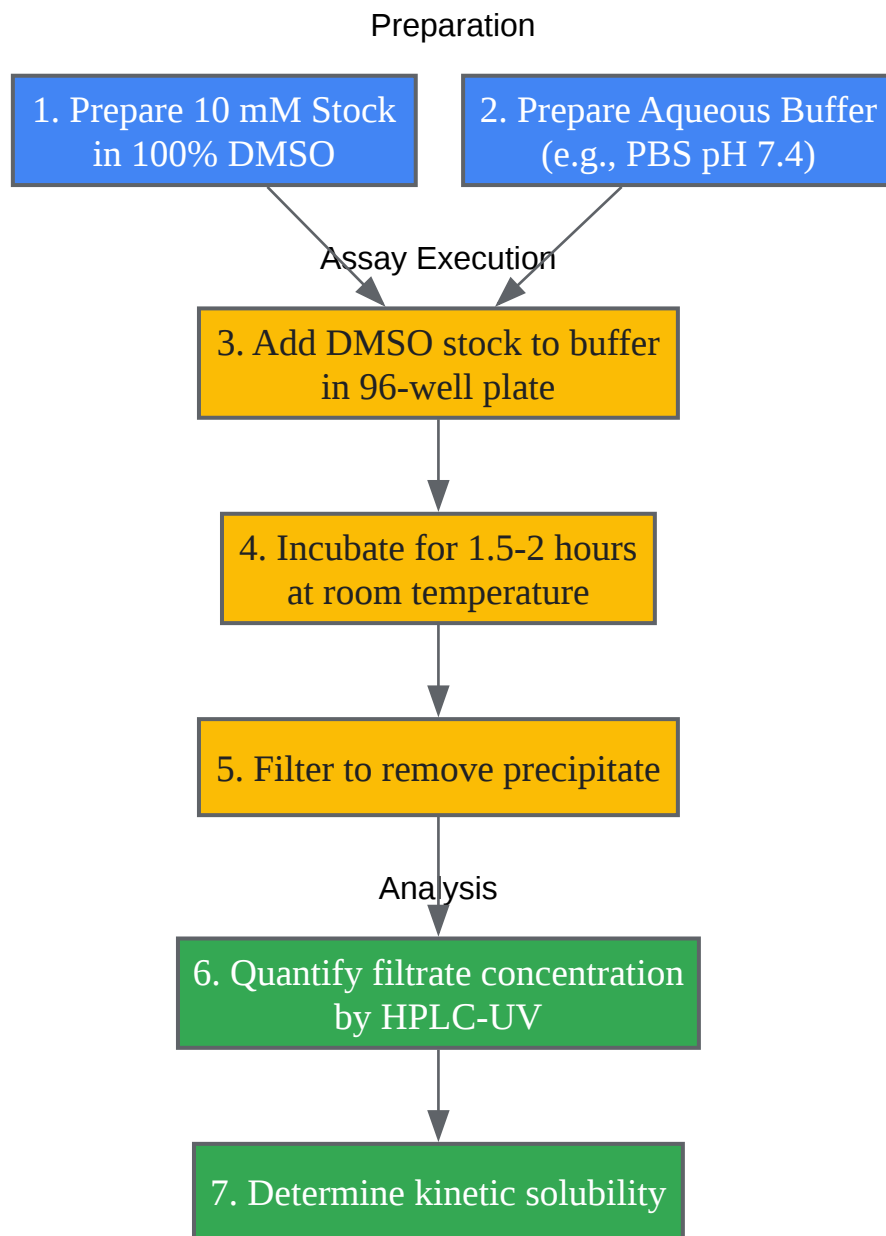 Preparation
1. Prepare 10 mM Stock
in 100% DMSO
2. Prepare Aqueous Buffer
(e.g., PBS pH 7.4)
Assay Execution
3. Add DMSO stock to buffer
in 96-well plate
4. Incubate for 1.5-2 hours
at room temperature
5. Filter to remove precipitate
Analysis
6. Quantify filtrate concentration
by HPLC-UV
7. Determine kinetic solubility